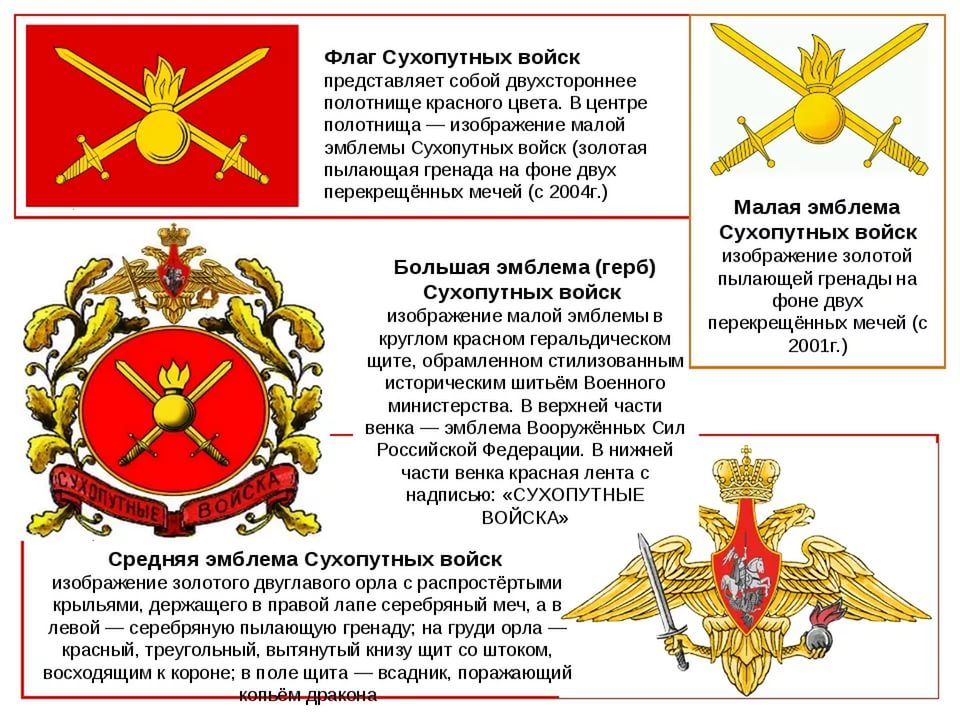 Флаг Сухопутных войск
представляет собой двухстороннее
полотнище красного цвета. В центре
полотнища — изображение малой
эмблемы Сухопутных войск (золотая
пылающая гренада на фоне двух
перекрещённых мечей (с 2004г.)
Малая эмблема
Сухопутных войск
изображение золотой
пылающей гренады на
фоне двух
перекрещённых мечей (с
2001г.)
Большая эмблема (герб)
Сухопутных войск
изображение малой эмблемы в
круглом красном геральдическом
щите, обрамленном стилизованным
историческим шитьём Военного
министерства. В верхней части
венка — эмблема Вооружённых Сил
Российской Федерации. В нижней
части венка красная лента с
надписью: «СУХОПУТНЫЕ
ВОЙСКА»
СУХОПУТНЫЕ ВОЙСКА
Средняя эмблема Сухопутных войск
изображение золотого двуглавого орла с распростёртыми
крыльями, держащего в правой лапе серебряный меч, а в
левой — серебряную пылающую гренаду; на груди орла —
красный, треугольный, вытянутый книзу щит со штоком,
восходящим к короне; в поле щита — всадник, поражающий
копьём дракона